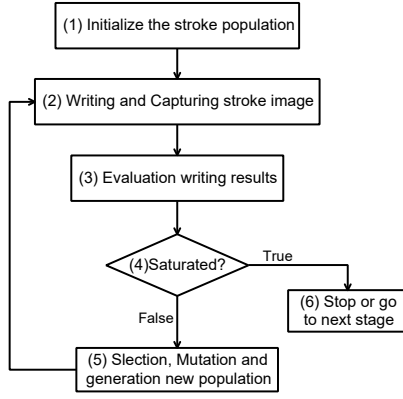 (1) Initialize the stroke population
(2) Writing and Capturing stroke image
(3) Evaluation writing results
(4)Saturated?
True
(6) Stop or go
to next stage
False
(5) Slection, Mutation and
generation new population